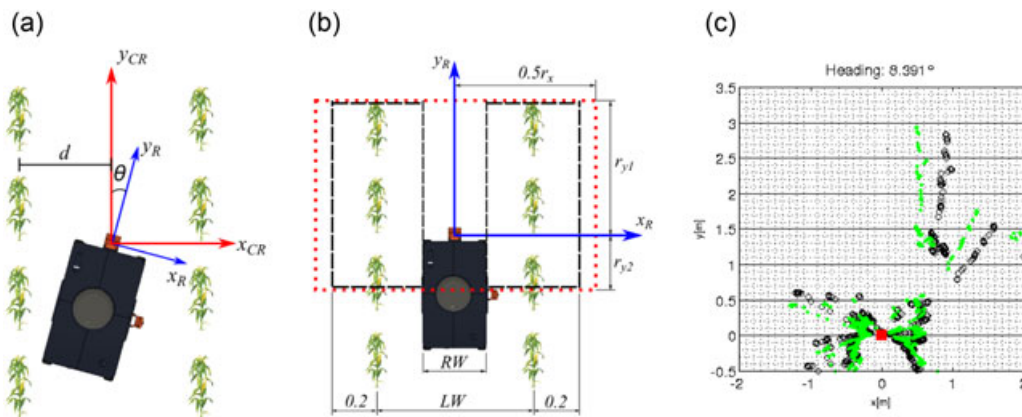 (a)
y_CR
d
y_R
θ
x_CR
x_R
(b)
y_R
0.5r_x
r_y1
x_R
r_y2
RW
0.2
LW
0.2
(c)
Heading: 8.391°
3.5
3
2.5
2
1.5
1
0.5
0
-0.5
y[m]
-2
-1
0
1
2
x[m]